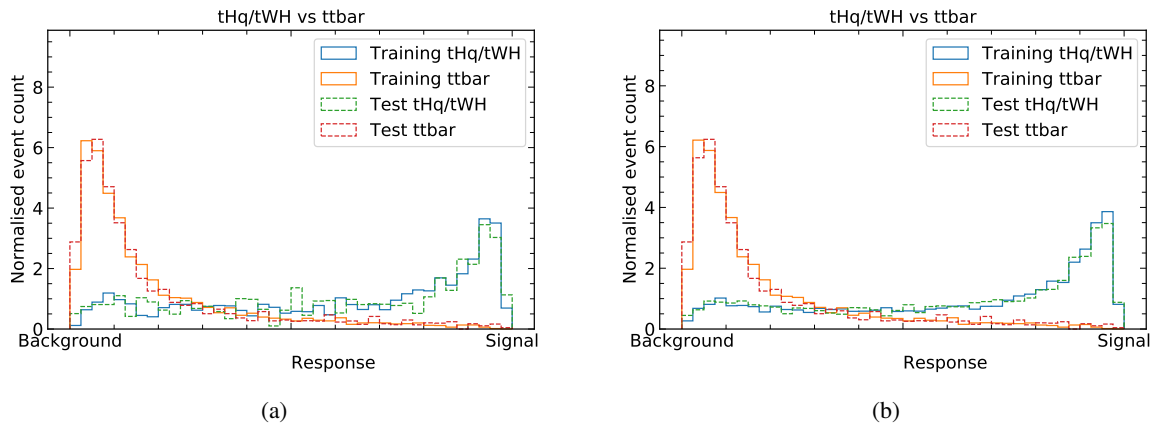 tHq/tWH vs ttbar
Normalised event count
8
6
4
2
0
Training tHq/tWH
Training ttbar
Test tHq/tWH
Test ttbar
Background
Signal
Response
(a)
tHq/tWH vs ttbar
Normalised event count
8
6
4
2
0
Training tHq/tWH
Training ttbar
Test tHq/tWH
Test ttbar
Background
Signal
Response
(b)